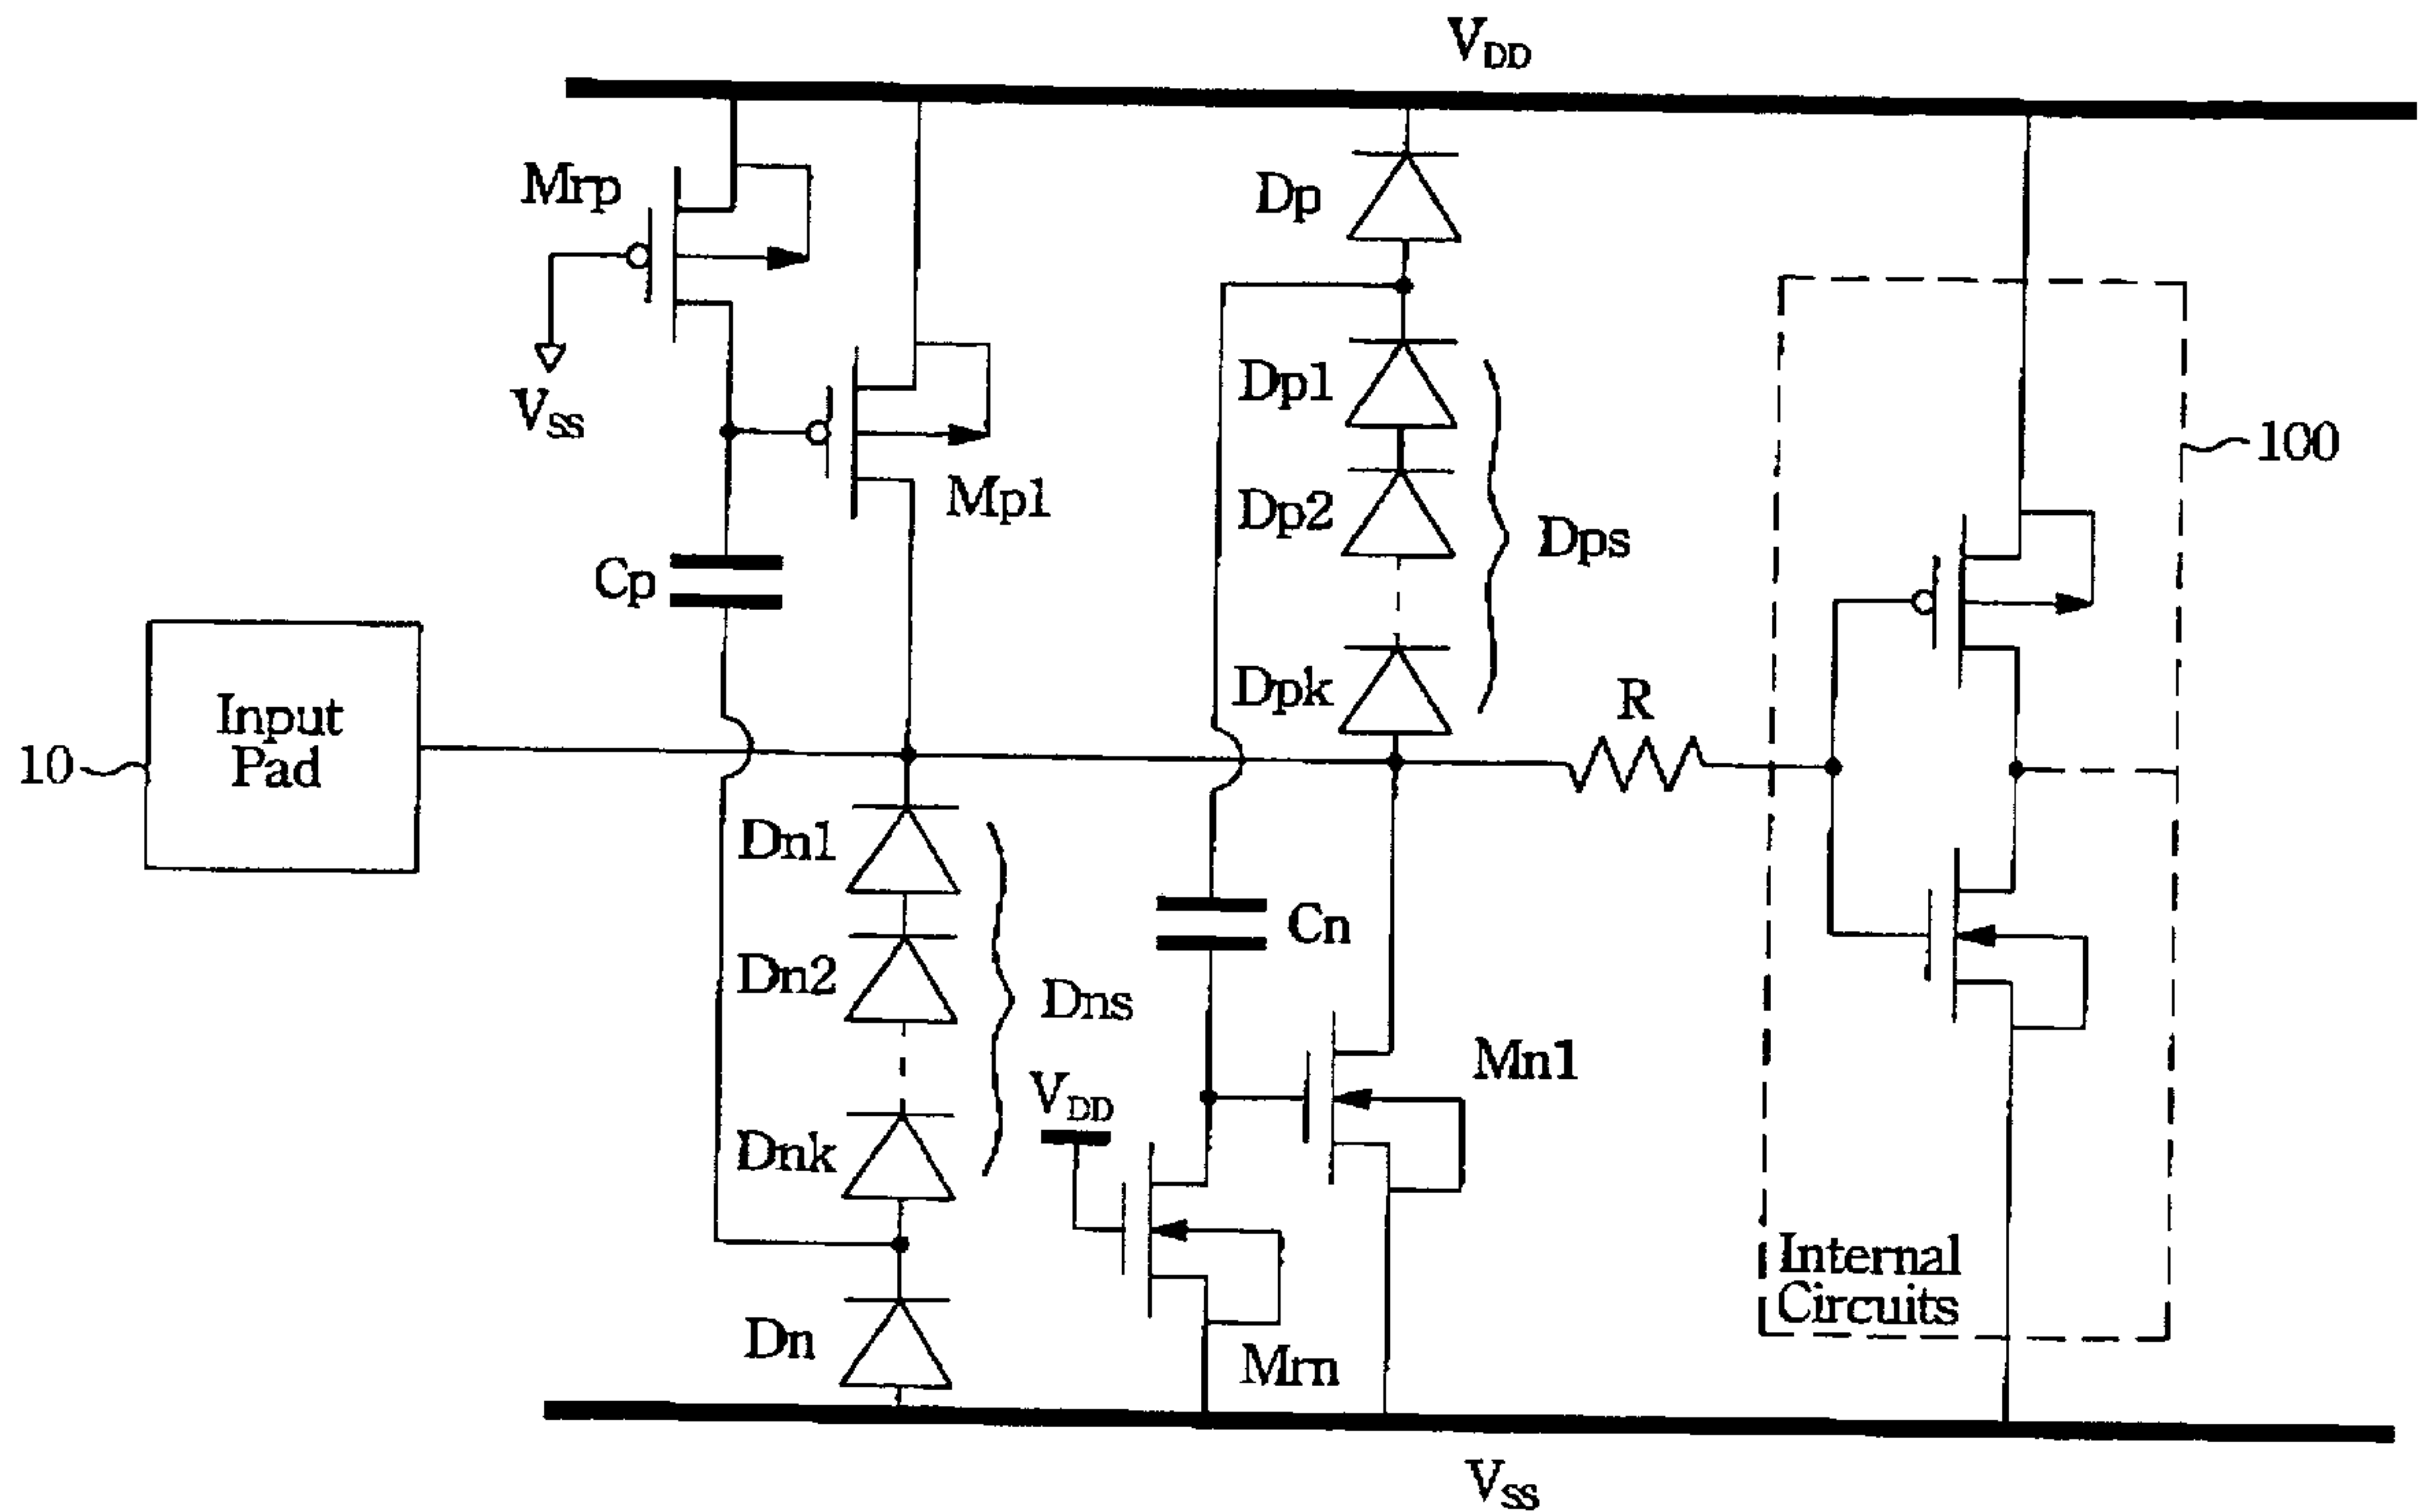 VDD
Mrp
Dp
VSS
Mp1
Dp1
Dp2
Dps
100
Cp
Dpk
R
Input
Pad
10
Dn1
Cn
Dn2
Dns
Mn1
VDD
Dnk
Internal
Circuits
Dn
Mrn
VSS